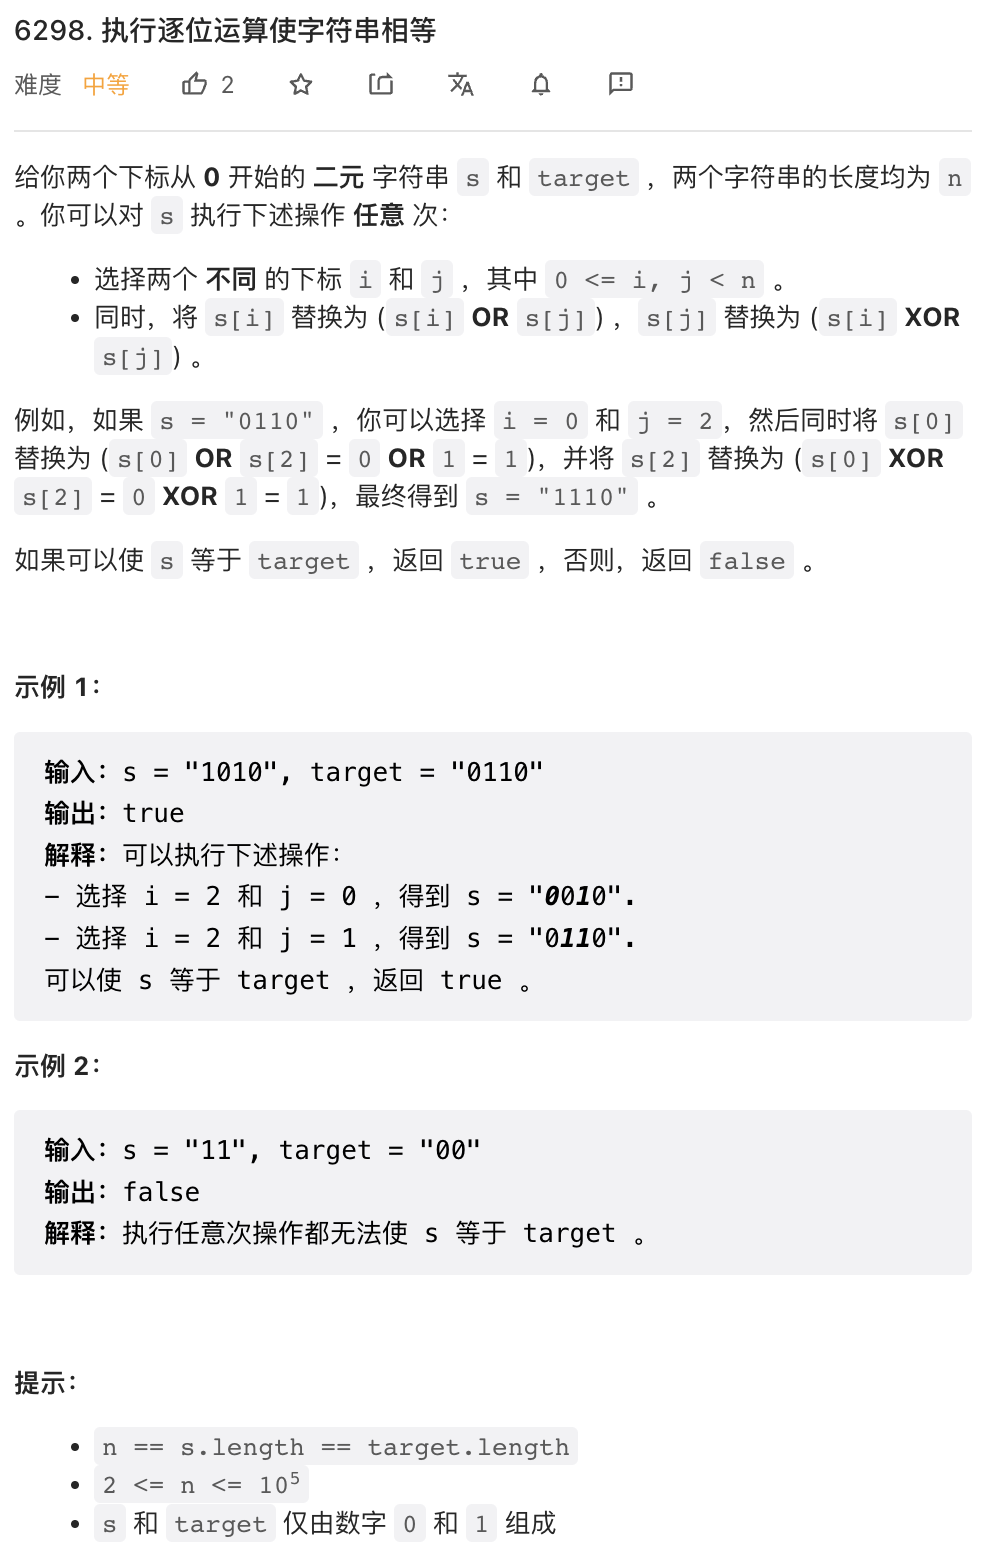 6298. 执行逐位运算使字符串相等
难度 中等 2
给你两个下标从 0 开始的 二元 字符串 s 和 target ，两个字符串的长度均为 n
。你可以对 s 执行下述操作 任意 次：
• 选择两个 不同 的下标 i 和 j ，其中 0 <= i, j < n 。
• 同时，将 s[i] 替换为 (s[i] OR s[j]) ， s[j] 替换为 (s[i] XOR
s[j]) 。
例如，如果 s = "0110" ，你可以选择 i = 0 和 j = 2，然后同时将 s[0]
替换为 (s[0] OR s[2] = 0 OR 1 = 1)，并将 s[2] 替换为 (s[0] XOR
s[2] = 0 XOR 1 = 1)，最终得到 s = "1110" 。
如果可以使 s 等于 target ，返回 true ，否则，返回 false 。
示例 1：
输入：s = "1010", target = "0110"
输出：true
解释：可以执行下述操作：
- 选择 i = 2 和 j = 0 ，得到 s = "0010".
- 选择 i = 2 和 j = 1 ，得到 s = "0110".
可以使 s 等于 target ，返回 true 。
示例 2：
输入：s = "11", target = "00"
输出：false
解释：执行任意次操作都无法使 s 等于 target 。
提示：
• n == s.length == target.length
• 2 <= n <= 10⁵
• s 和 target 仅由数字 0 和 1 组成